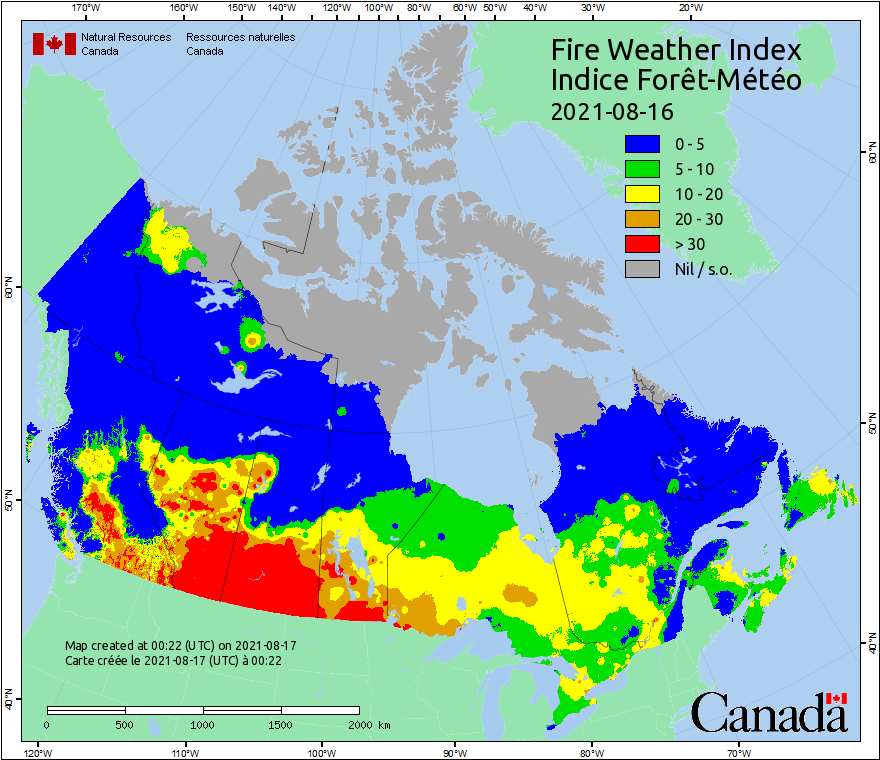 170°W 160°W 150°W 140°W 120°W 100°W 80°W 60°W 50°W 40°W 30°W 20°W
Natural Resources Ressources naturelles
Canada Canada
Fire Weather Index
Indice Forêt-Météo
2021-08-16
0 - 5
5 - 10
10 - 20
20 - 30
> 30
Nil / s.o.
60°N
60°N
50°N
50°N
40°N
40°N
Map created at 00:22 (UTC) on 2021-08-17
Carte créée le 2021-08-17 (UTC) à 00:22
0 500 1000 1500 2000 km
Canada
120°W 110°W 100°W 90°W 80°W 70°W